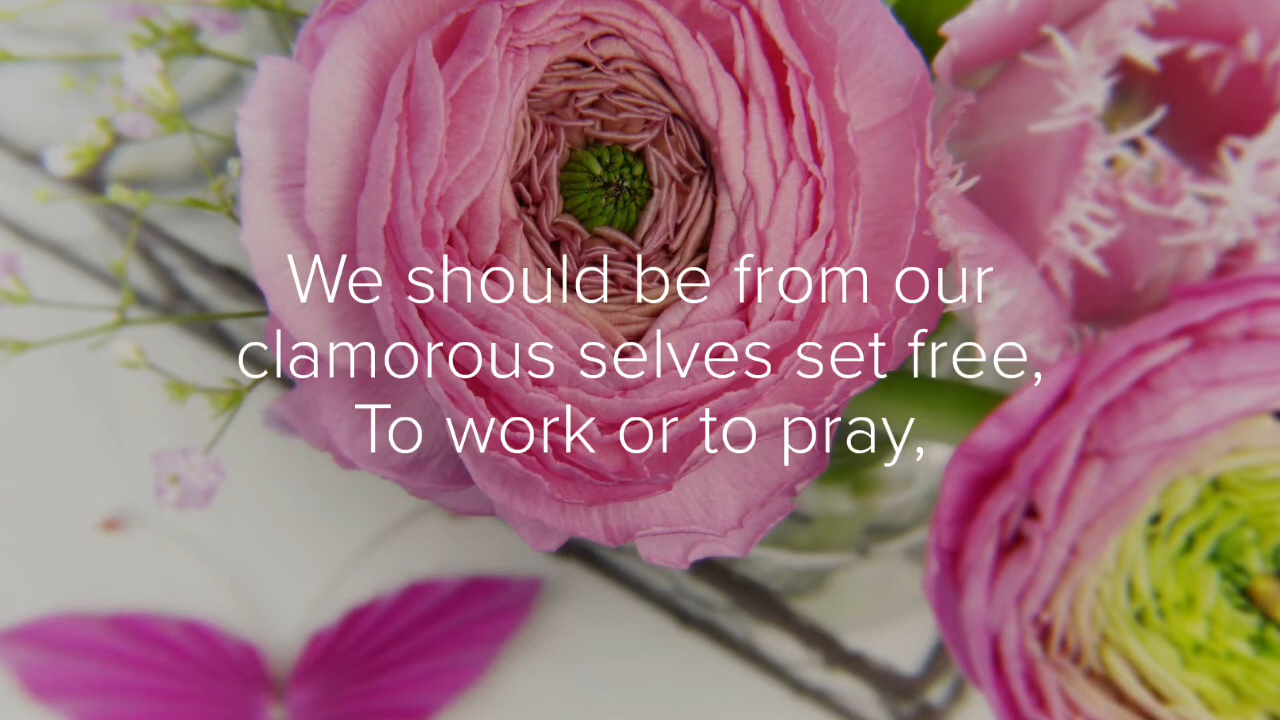 We should be from our
clamorous selves set free,
To work or to pray,